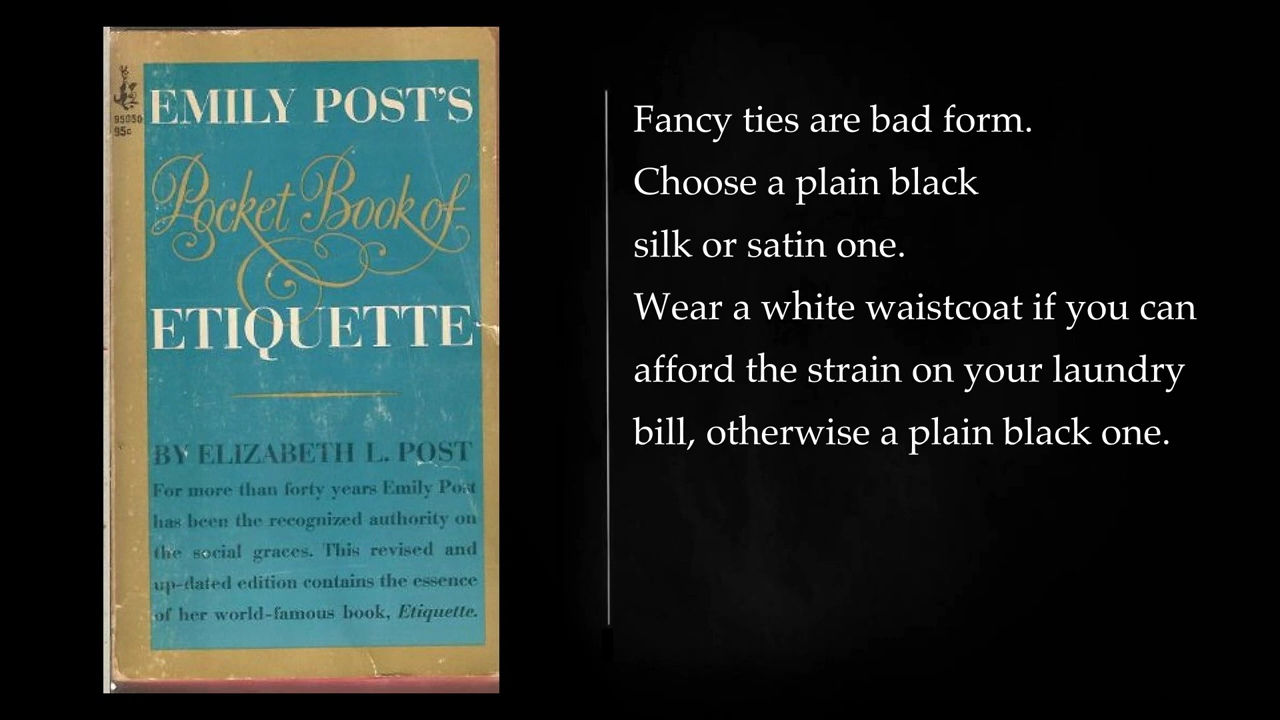 EMILY POST'S
95050
95c
Pocket Book of
ETIQUETTE
BY ELIZABETH L. POST
For more than forty years Emily Post
has been the recognized authority on
the social graces. This revised and
up-dated edition contains the essence
of her world-famous book, Etiquette.
Fancy ties are bad form.
Choose a plain black
silk or satin one.
Wear a white waistcoat if you can
afford the strain on your laundry
bill, otherwise a plain black one.